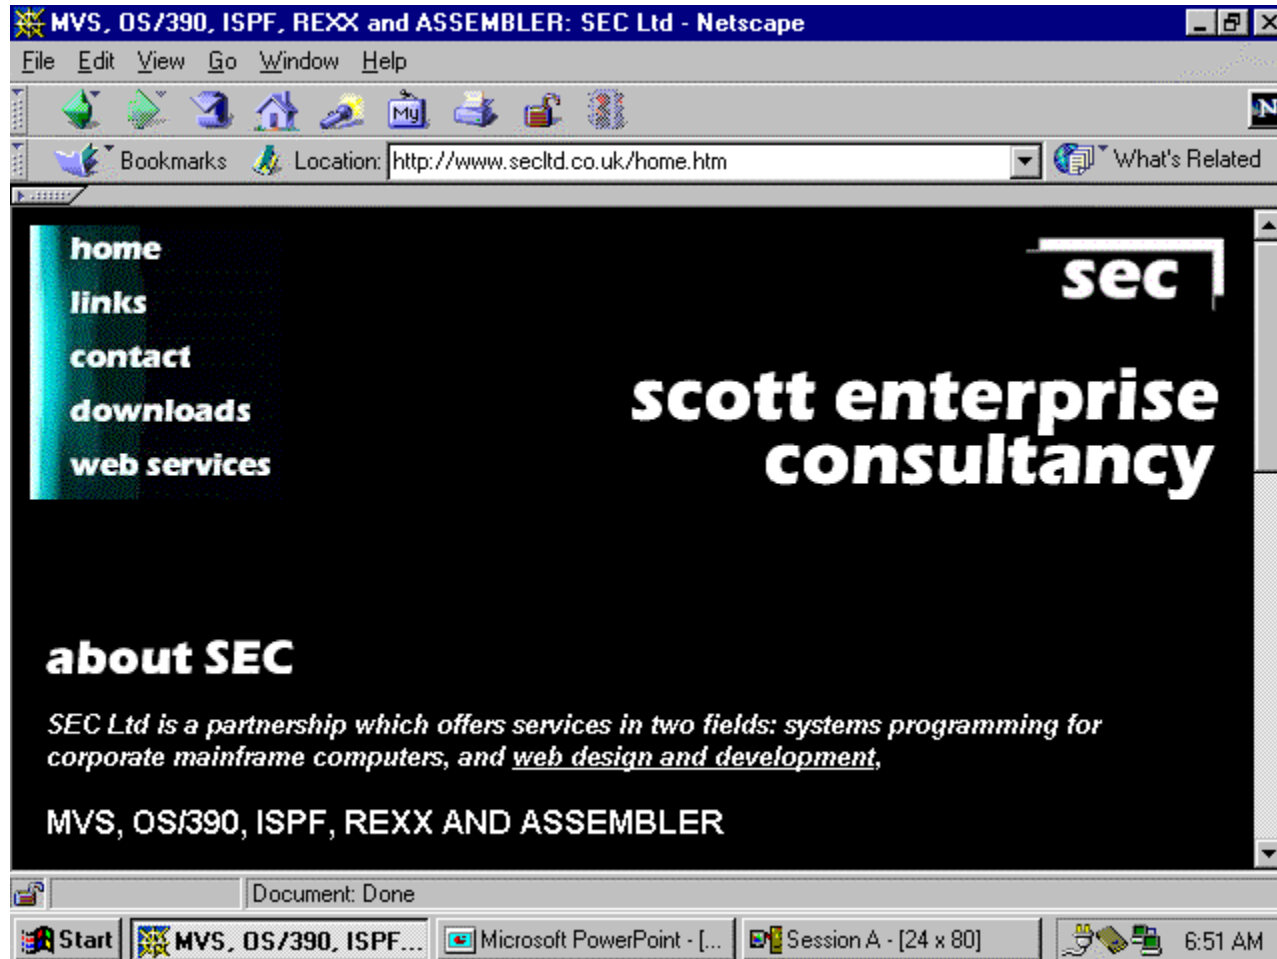 MVS, OS/390, ISPF, REXX and ASSEMBLER: SEC Ltd - Netscape
File Edit View Go Window Help
My
N
Bookmarks Location: http://www.secltd.co.uk/home.htm What's Related
home
links
contact
downloads
web services
sec
scott enterprise
consultancy
about SEC
SEC Ltd is a partnership which offers services in two fields: systems programming for
corporate mainframe computers, and web design and development,
MVS, OS/390, ISPF, REXX AND ASSEMBLER
Document: Done
Start MVS, OS/390, ISPF... Microsoft PowerPoint - [... Session A - [24 x 80] 6:51 AM